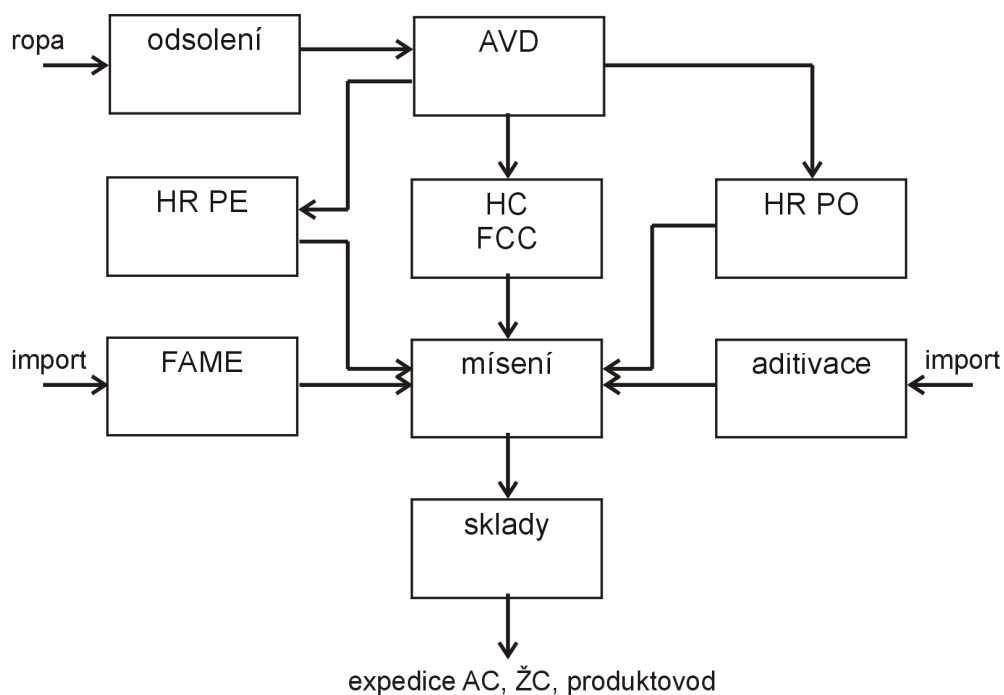 ropa
odsolení
AVD
HR PE
HC
FCC
HR PO
import
FAME
mísení
aditivace
import
sklady
expedice AC, ŽC, produktovod